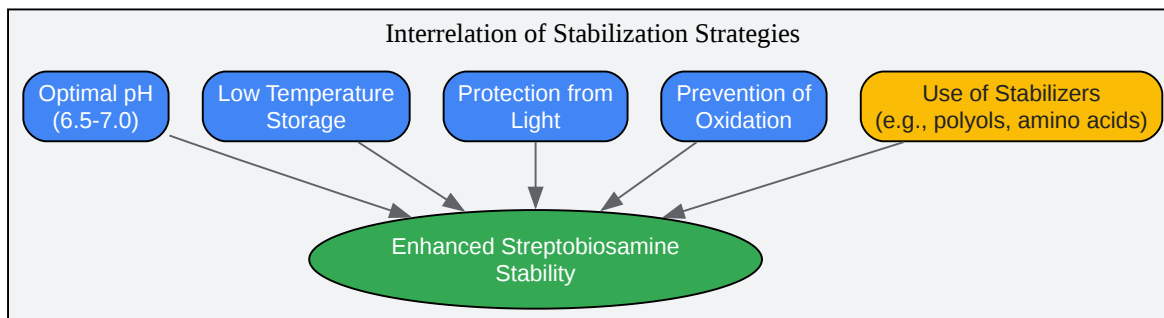 Interrelation of Stabilization Strategies
Optimal pH
(6.5-7.0)
Low Temperature
Storage
Protection from
Light
Prevention of
Oxidation
Use of Stabilizers
(e.g., polyols, amino acids)
Enhanced Streptobiosamine
Stability